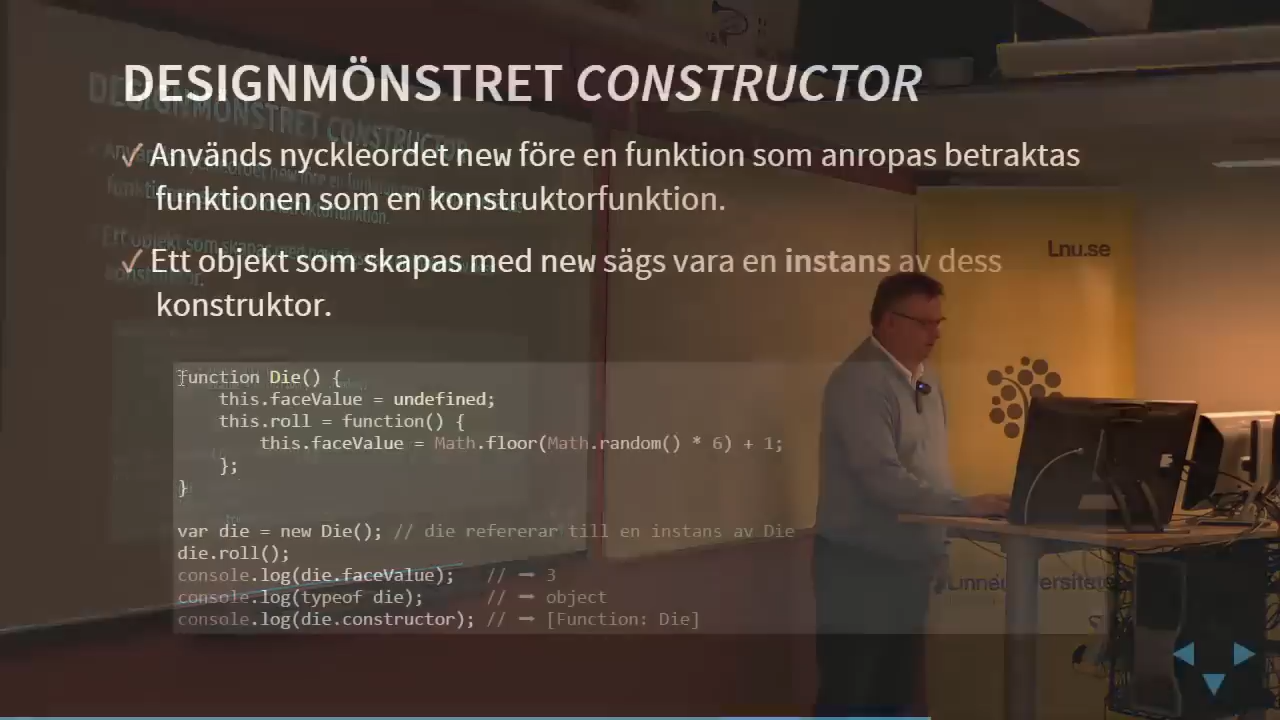 DESIGNMÖNSTRET CONSTRUCTOR
✓ Används nyckleordet new före en funktion som anropas betraktas
funktionen som en konstruktorfunktion.
✓ Ett objekt som skapas med new sägs vara en instans av dess
konstruktor.
Lnu.se
function Die() {
    this.faceValue = undefined;
    this.roll = function() {
        this.faceValue = Math.floor(Math.random() * 6) + 1;
    };
}
var die = new Die(); // die refererar till en instans av Die
die.roll();
console.log(die.faceValue);   // ➞ 3
console.log(typeof die);      // ➞ object
console.log(die.constructor); // ➞ [Function: Die]